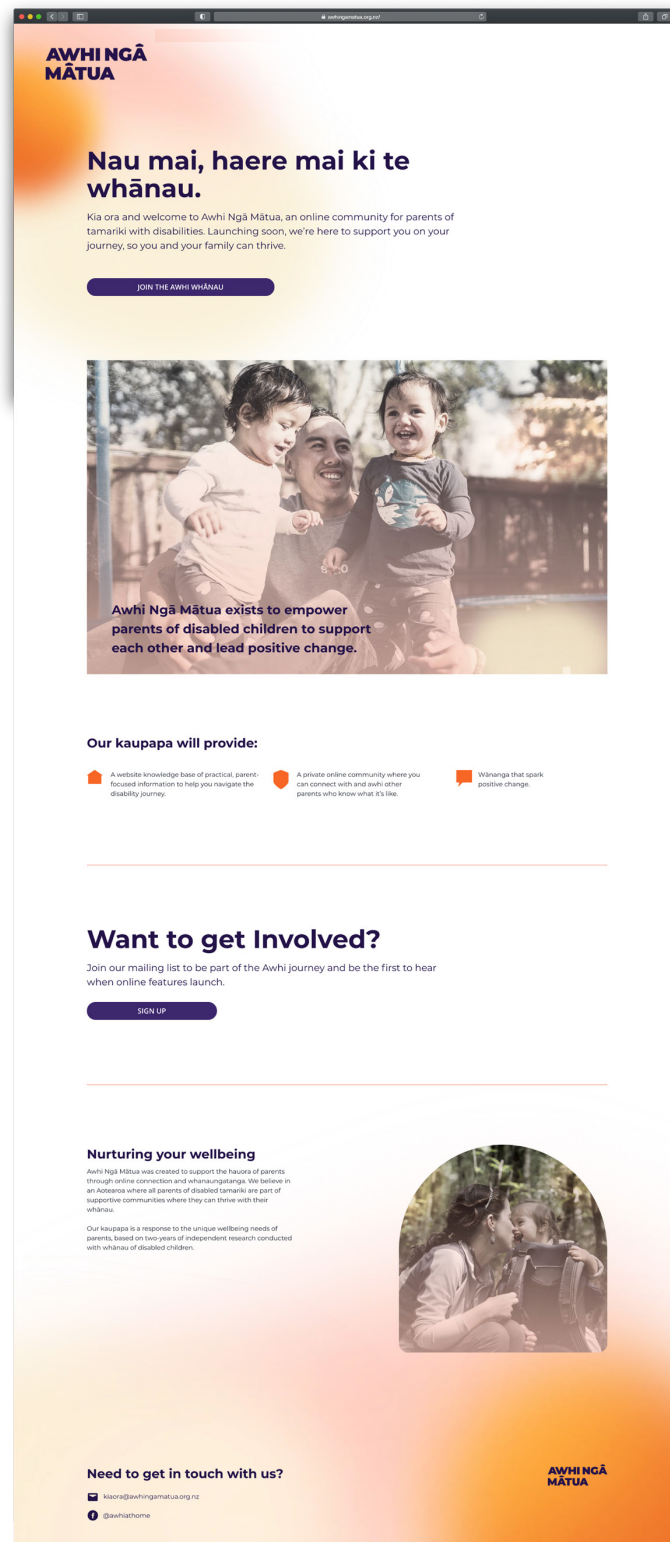 awhingamatua.org.nz/
AWHI NGĀ
MĀTUA
Nau mai, haere mai ki te
whānau.
Kia ora and welcome to Awhi Ngā Mātua, an online community for parents of
tamariki with disabilities. Launching soon, we're here to support you on your
journey, so you and your family can thrive.
JOIN THE AWHI WHĀNAU
Awhi Ngā Mātua exists to empower
parents of disabled children to support
each other and lead positive change.
Our kaupapa will provide:
A website knowledge base of practical, parent-
focused information to help you navigate the
disability journey.
A private online community where you
can connect with and awhi other
parents who know what it's like.
Wānanga that spark
positive change.
Want to get Involved?
Join our mailing list to be part of the Awhi journey and be the first to hear
when online features launch.
SIGN UP
Nurturing your wellbeing
Awhi Ngā Mātua was created to support the hauora of parents
through online connection and whanaungatanga. We believe in
an Aotearoa where all parents of disabled tamariki are part of
supportive communities where they can thrive with their
whānau.
Our kaupapa is a response to the unique wellbeing needs of
parents, based on two-years of independent research conducted
with whānau of disabled children.
Need to get in touch with us?
kiaora@awhingamatua.org.nz
@awhiathome
AWHI NGĀ
MĀTUA